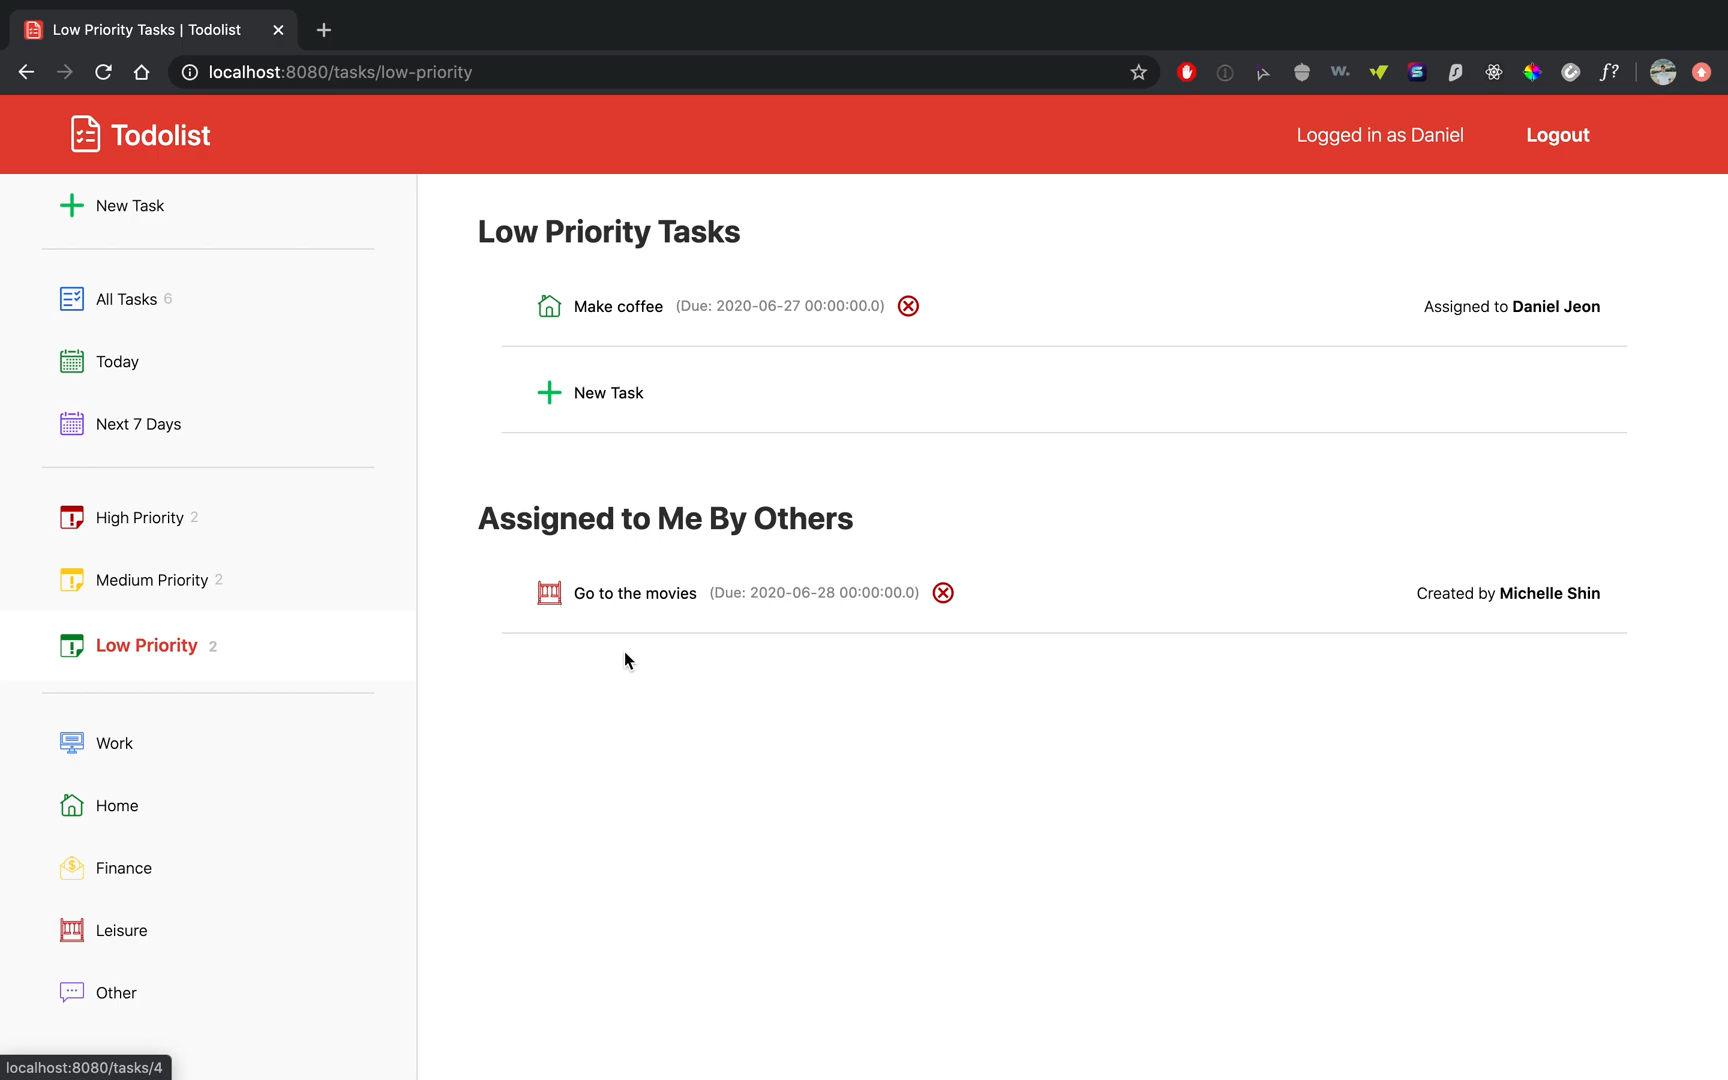 Low Priority Tasks | Todolist
localhost:8080/tasks/low-priority
W.
S
f?
Todolist
Logged in as Daniel
Logout
New Task
All Tasks 6
Today
Next 7 Days
High Priority 2
Medium Priority 2
Low Priority 2
Work
Home
Finance
Leisure
Other
Low Priority Tasks
Make coffee (Due: 2020-06-27 00:00:00.0)
Assigned to Daniel Jeon
New Task
Assigned to Me By Others
Go to the movies (Due: 2020-06-28 00:00:00.0)
Created by Michelle Shin
localhost:8080/tasks/4